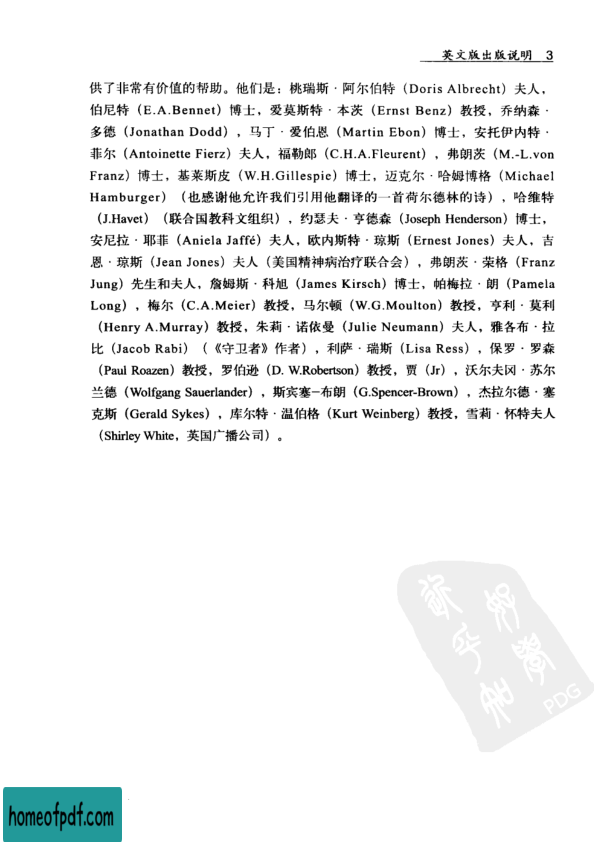 英文版出版说明 3
供了非常有价值的帮助。他们是：桃瑞斯·阿尔伯特（Doris Albrecht）夫人，
伯尼特（E.A.Bennet）博士，爱莫斯特·本茨（Ernst Benz）教授，乔纳森·
多德（Jonathan Dodd），马丁·爱伯恩（Martin Ebon）博士，安托伊内特·
菲尔（Antoinette Fierz）夫人，福勒郎（C.H.A.Fleurent），弗朗茨（M.-L.von
Franz）博士，基莱斯皮（W.H.Gillespie）博士，迈克尔·哈姆博格（Michael
Hamburger）（也感谢他允许我们引用他翻译的一首荷尔德林的诗），哈维特
（J.Havet）（联合国教科文组织），约瑟夫·亨德森（Joseph Henderson）博士，
安尼拉·耶菲（Aniela Jaffé）夫人，欧内斯特·琼斯（Ernest Jones）夫人，吉
恩·琼斯（Jean Jones）夫人（美国精神病治疗联合会），弗朗茨·荣格（Franz
Jung）先生和夫人，詹姆斯·科旭（James Kirsch）博士，帕梅拉·朗（Pamela
Long），梅尔（C.A.Meier）教授，马尔顿（W.G.Moulton）教授，亨利·莫利
（Henry A.Murray）教授，朱莉·诺依曼（Julie Neumann）夫人，雅各布·拉
比（Jacob Rabi）（《守卫者》作者），利萨·瑞斯（Lisa Ress），保罗·罗森
（Paul Roazen）教授，罗伯逊（D. W.Robertson）教授，贾（Jr），沃尔夫冈·苏尔
兰德（Wolfgang Sauerlander），斯宾塞—布朗（G.Spencer-Brown），杰拉尔德·塞
克斯（Gerald Sykes），库尔特·温伯格（Kurt Weinberg）教授，雪莉·怀特夫人
（Shirley White，英国广播公司）。
PDG
homeofpdf.com